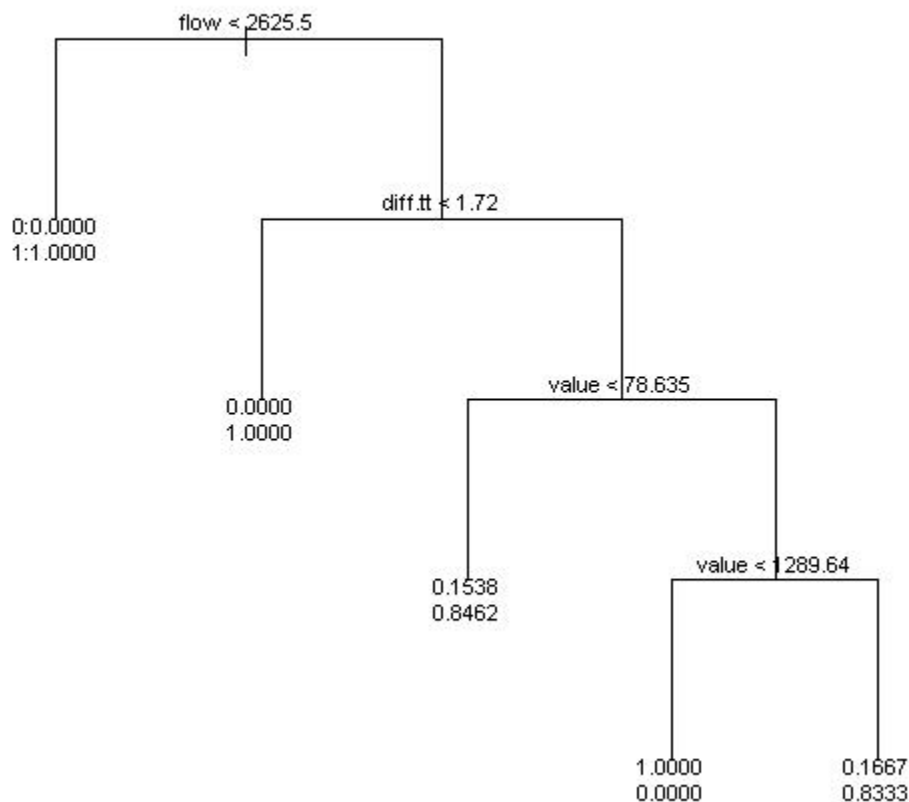 flow < 2625.5
0:0.0000
1:1.0000
diff.tt < 1.72
0.0000
1.0000
value < 78.635
0.1538
0.8462
value < 1289.64
1.0000
0.0000
0.1667
0.8333